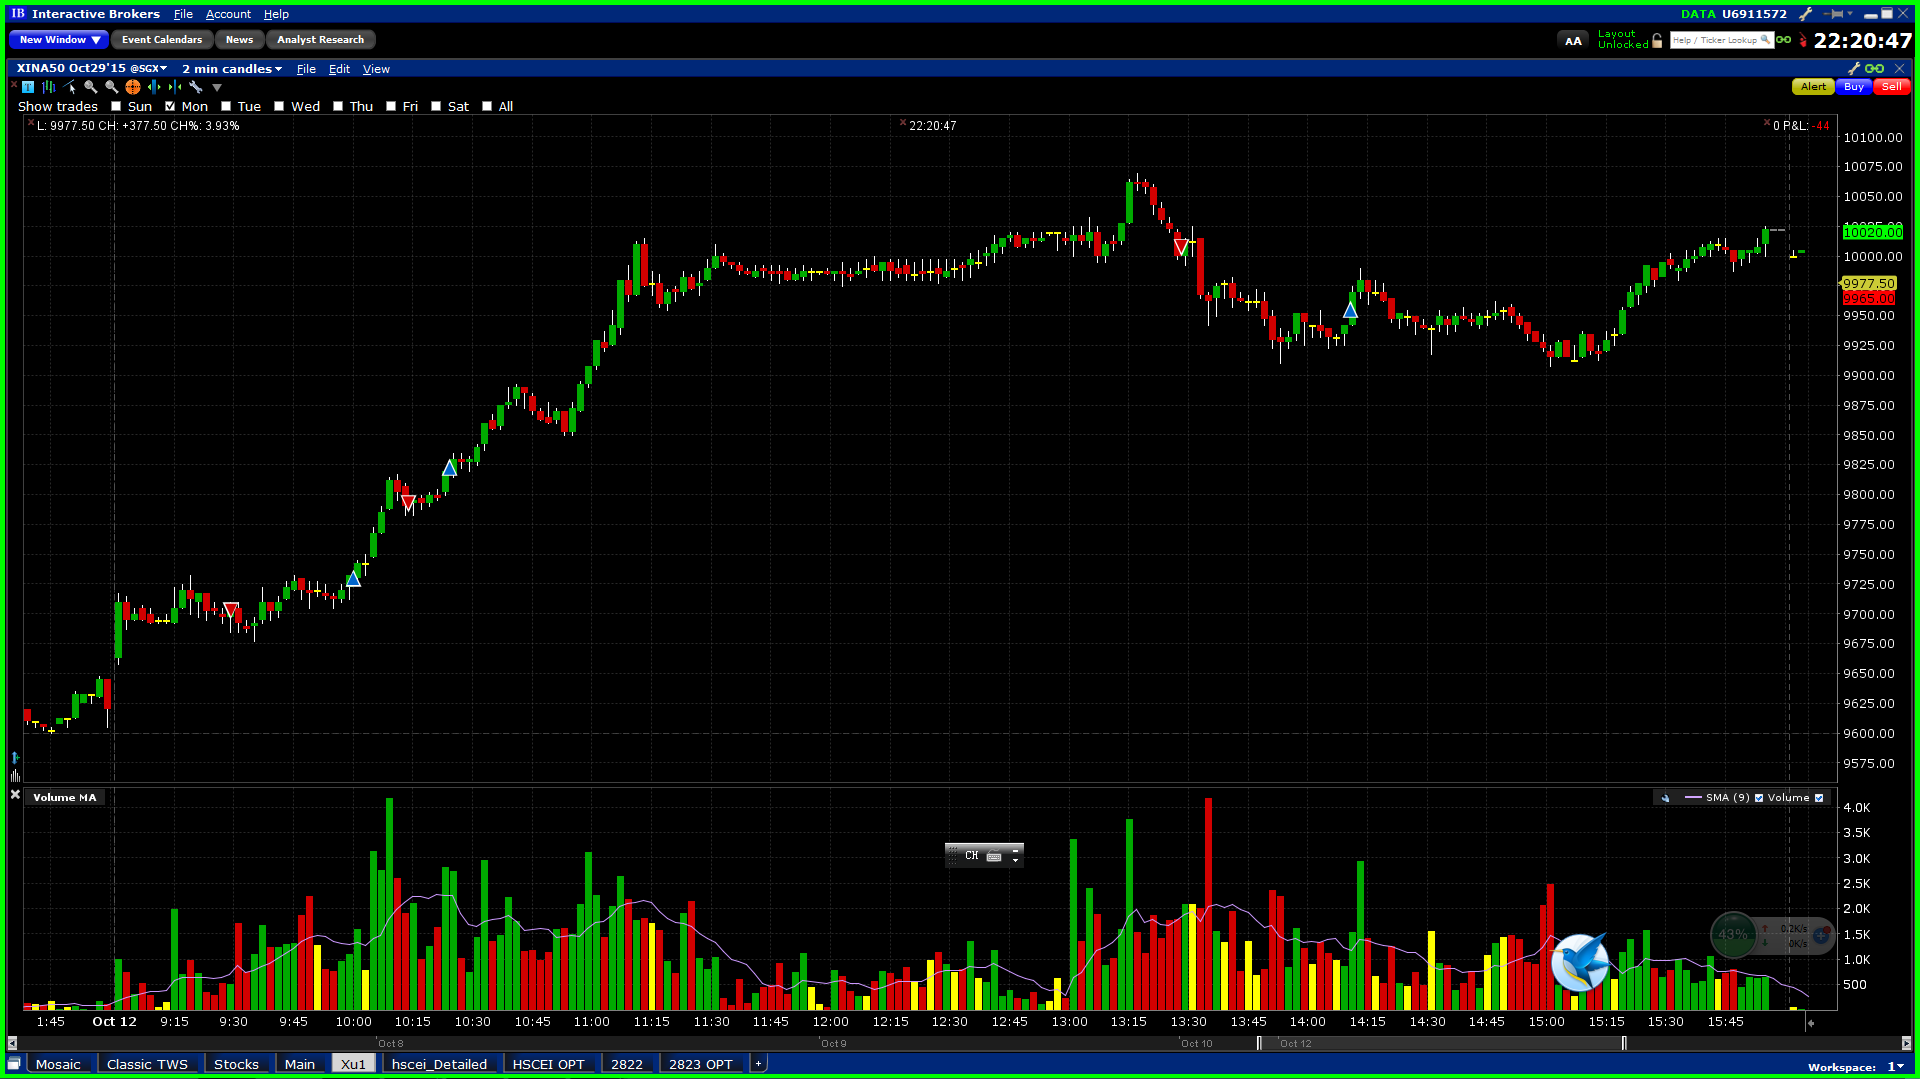 IB Interactive Brokers File Account Help DATA U6911572
New Window ▼ Event Calendars News Analyst Research AA Layout Unlocked Help / Ticker Lookup 22:20:47
XINA50 Oct29'15 @SGX 2 min candles File Edit View
Alert Buy Sell
Show trades Sun Mon Tue Wed Thu Fri Sat All
L: 9977.50 CH: +377.50 CH%: 3.93% 22:20:47 0 P&L: -44
10100.00
10075.00
10050.00
10025.00
10020.00
10000.00
9977.50
9965.00
9950.00
9925.00
9900.00
9875.00
9850.00
9825.00
9800.00
9775.00
9750.00
9725.00
9700.00
9675.00
9650.00
9625.00
9600.00
9575.00
Volume MA SMA (9) Volume
4.0K
3.5K
3.0K
CH
2.5K
2.0K
43% 0.2K/s
0K/s
1.5K
1.0K
500
1:45 Oct 12 9:15 9:30 9:45 10:00 10:15 10:30 10:45 11:00 11:15 11:30 11:45 12:00 12:15 12:30 12:45 13:00 13:15 13:30 13:45 14:00 14:15 14:30 14:45 15:00 15:15 15:30 15:45
Oct 8 Oct 9 Oct 10 Oct 12
Mosaic Classic TWS Stocks Main Xu1 hscei_Detailed HSCEI OPT 2822 2823 OPT + Workspace: 1